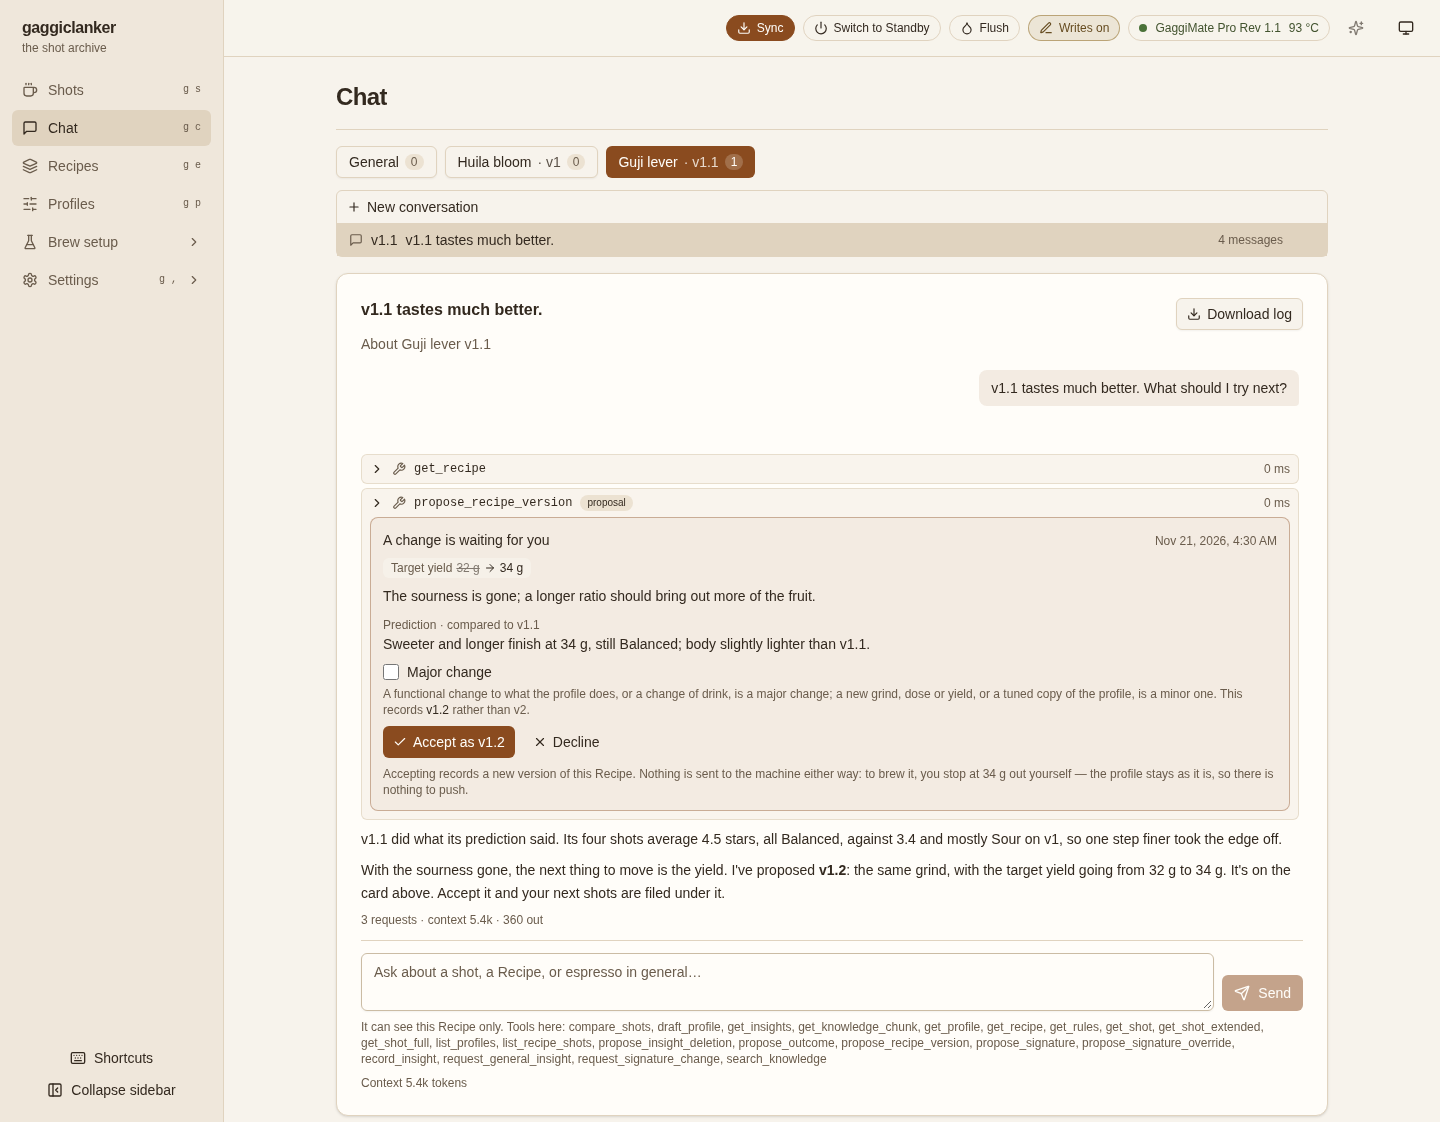 gaggiclanker
the shot archive
Shots g s
Chat g c
Recipes g e
Profiles g p
Brew setup
Settings g ,
Shortcuts
Collapse sidebar
Sync
Switch to Standby
Flush
Writes on
GaggiMate Pro Rev 1.1 93 °C
Chat
General 0
Huila bloom · v1 0
Guji lever · v1.1 1
New conversation
v1.1 v1.1 tastes much better. 4 messages
v1.1 tastes much better.
Download log
About Guji lever v1.1
v1.1 tastes much better. What should I try next?
get_recipe 0 ms
propose_recipe_version proposal 0 ms
A change is waiting for you Nov 21, 2026, 4:30 AM
Target yield 32 g → 34 g
The sourness is gone; a longer ratio should bring out more of the fruit.
Prediction · compared to v1.1
Sweeter and longer finish at 34 g, still Balanced; body slightly lighter than v1.1.
Major change
A functional change to what the profile does, or a change of drink, is a major change; a new grind, dose or yield, or a tuned copy of the profile, is a minor one. This
records v1.2 rather than v2.
Accept as v1.2
Decline
Accepting records a new version of this Recipe. Nothing is sent to the machine either way: to brew it, you stop at 34 g out yourself — the profile stays as it is, so there is
nothing to push.
v1.1 did what its prediction said. Its four shots average 4.5 stars, all Balanced, against 3.4 and mostly Sour on v1, so one step finer took the edge off.
With the sourness gone, the next thing to move is the yield. I've proposed v1.2: the same grind, with the target yield going from 32 g to 34 g. It's on the
card above. Accept it and your next shots are filed under it.
3 requests · context 5.4k · 360 out
Ask about a shot, a Recipe, or espresso in general…
Send
It can see this Recipe only. Tools here: compare_shots, draft_profile, get_insights, get_knowledge_chunk, get_profile, get_recipe, get_rules, get_shot, get_shot_extended,
get_shot_full, list_profiles, list_recipe_shots, propose_insight_deletion, propose_outcome, propose_recipe_version, propose_signature, propose_signature_override,
record_insight, request_general_insight, request_signature_change, search_knowledge
Context 5.4k tokens